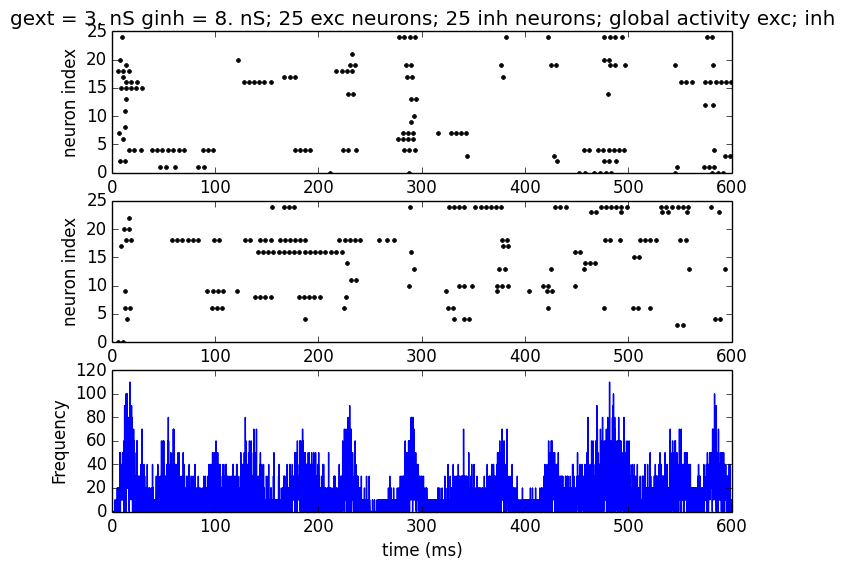 gext = 3. nS ginh = 8. nS; 25 exc neurons; 25 inh neurons; global activity exc; inh
25
20
15
10
5
0
neuron index
0 100 200 300 400 500 600
25
20
15
10
5
0
neuron index
0 100 200 300 400 500 600
120
100
80
60
40
20
0
Frequency
0 100 200 300 400 500 600
time (ms)